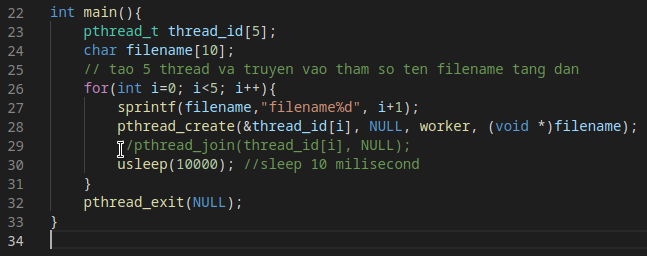 22 int main(){
23     pthread_t thread_id[5];
24     char filename[10];
25     // tao 5 thread va truyen vao tham so ten filename tang dan
26     for(int i=0; i<5; i++){
27         sprintf(filename,"filename%d", i+1);
28         pthread_create(&thread_id[i], NULL, worker, (void *)filename);
29         //pthread_join(thread_id[i], NULL);
30         usleep(10000); //sleep 10 milisecond
31     }
32     pthread_exit(NULL);
33 }
34